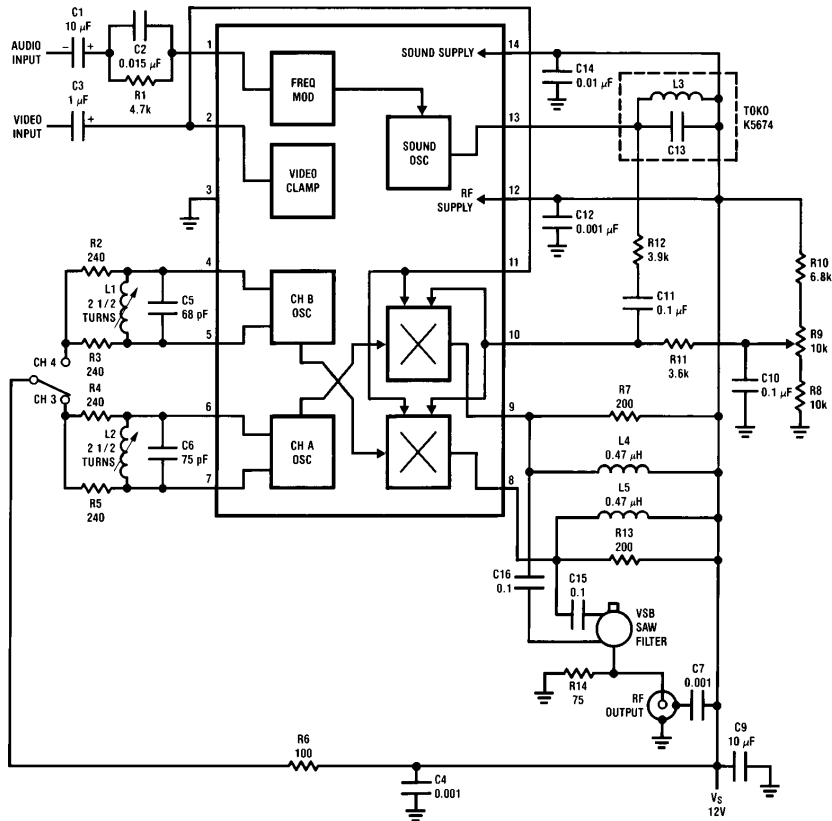 C1
10 μF
AUDIO
INPUT
−
+
C2
0.015 μF
R1
4.7k
C3
1 μF
VIDEO
INPUT
+
1
2
3
4
5
6
7
FREQ
MOD
VIDEO
CLAMP
SOUND SUPPLY
SOUND
OSC
RF
SUPPLY
CH B
OSC
CH A
OSC
14
13
12
11
10
9
8
C14
0.01 μF
L3
C13
TOKO
K5674
C12
0.001 μF
R12
3.9k
C11
0.1 μF
R10
6.8k
R9
10k
R8
10k
R11
3.6k
C10
0.1 μF
R2
240
L1
2 1/2
TURNS
C5
68 pF
R3
240
CH 4
CH 3
R4
240
L2
2 1/2
TURNS
C6
75 pF
R5
240
R7
200
L4
0.47 μH
L5
0.47 μH
R13
200
C16
0.1
C15
0.1
VSB
SAW
FILTER
R14
75
RF
OUTPUT
C7
0.001
C9
10 μF
R6
100
C4
0.001
VS
12V